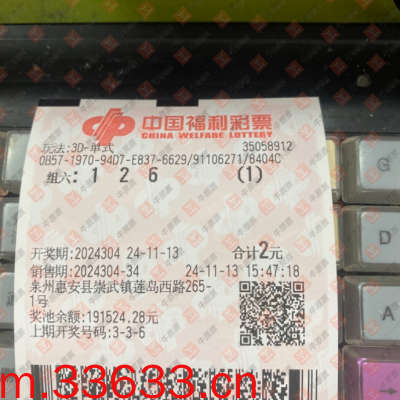 中国福利彩票
CHINA WELFARE LOTTERY
玩法:3D-单式 35058912
0B57-1970-94D7-E837-6629/91106271/8404C
组六: 1 2 6 (1)
开奖期:2024304 24-11-13 合计2元
销售期:2024304-34 24-11-13 15:47:18
泉州惠安县崇武镇莲岛西路265-
1号
奖池余额:191524.28元
上期开奖号码:3-3-6
G
D
A
m.33633.cn